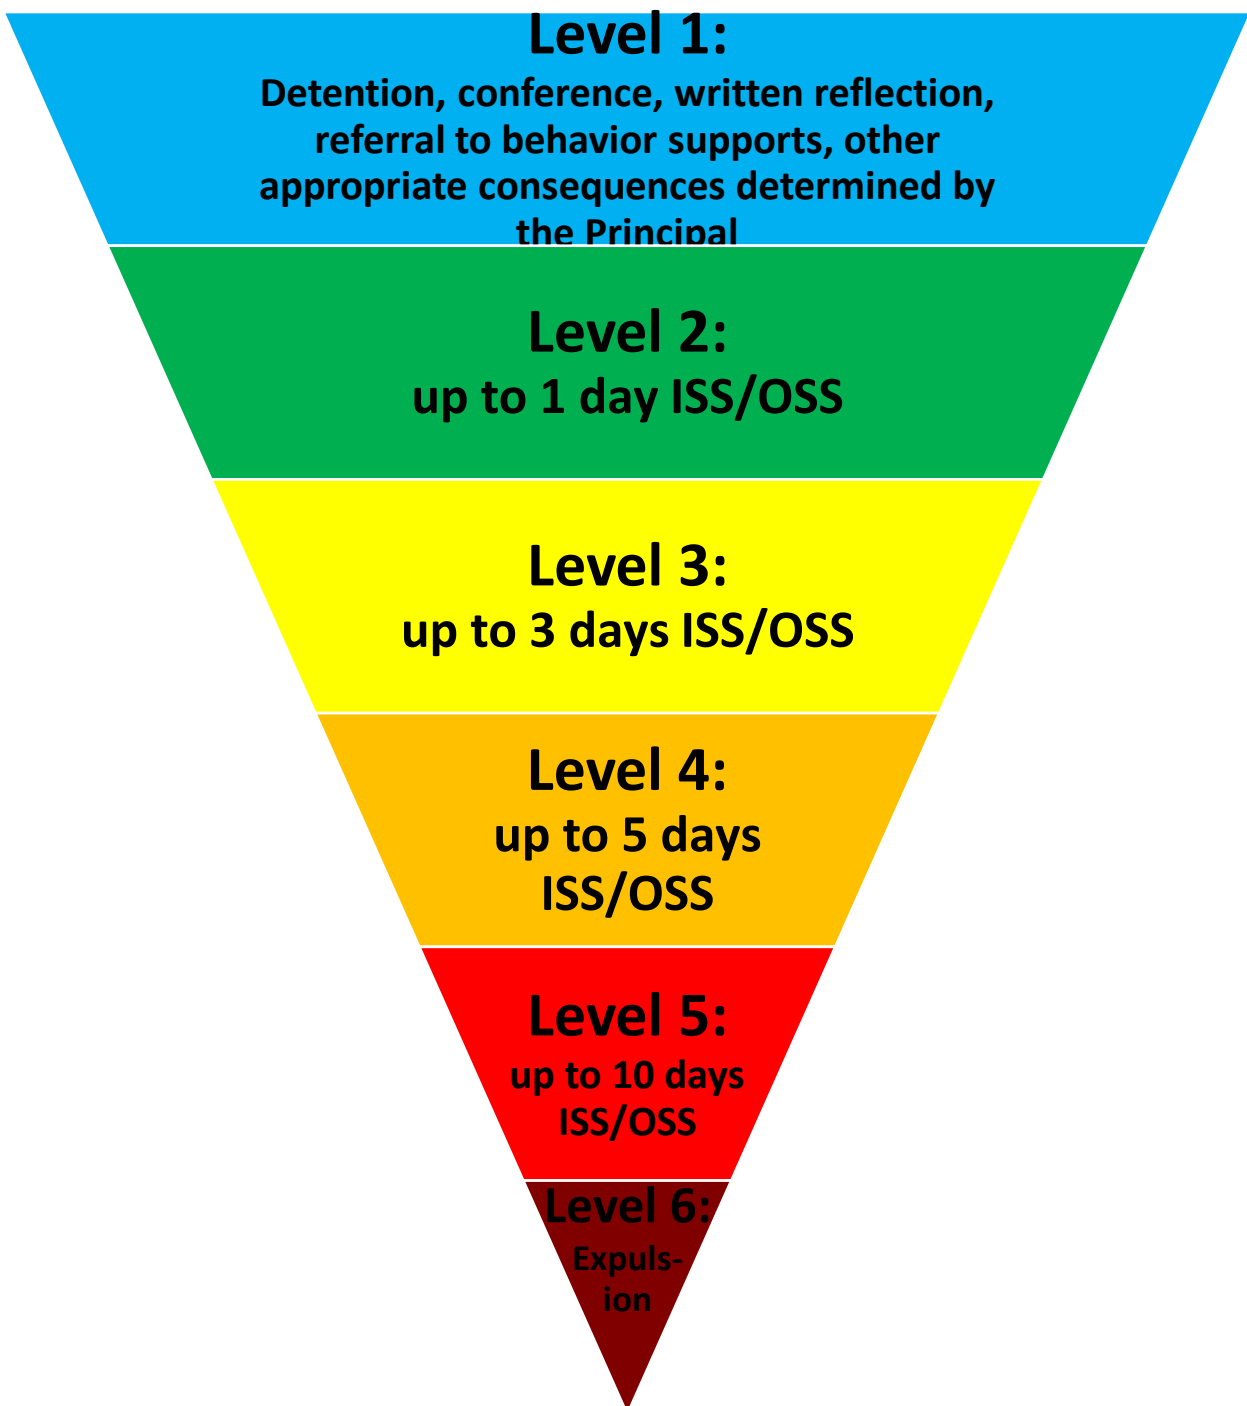 Level 1:
Detention, conference, written reflection,
referral to behavior supports, other
appropriate consequences determined by
the Principal
Level 2:
up to 1 day ISS/OSS
Level 3:
up to 3 days ISS/OSS
Level 4:
up to 5 days
ISS/OSS
Level 5:
up to 10 days
ISS/OSS
Level 6:
Expuls-
ion